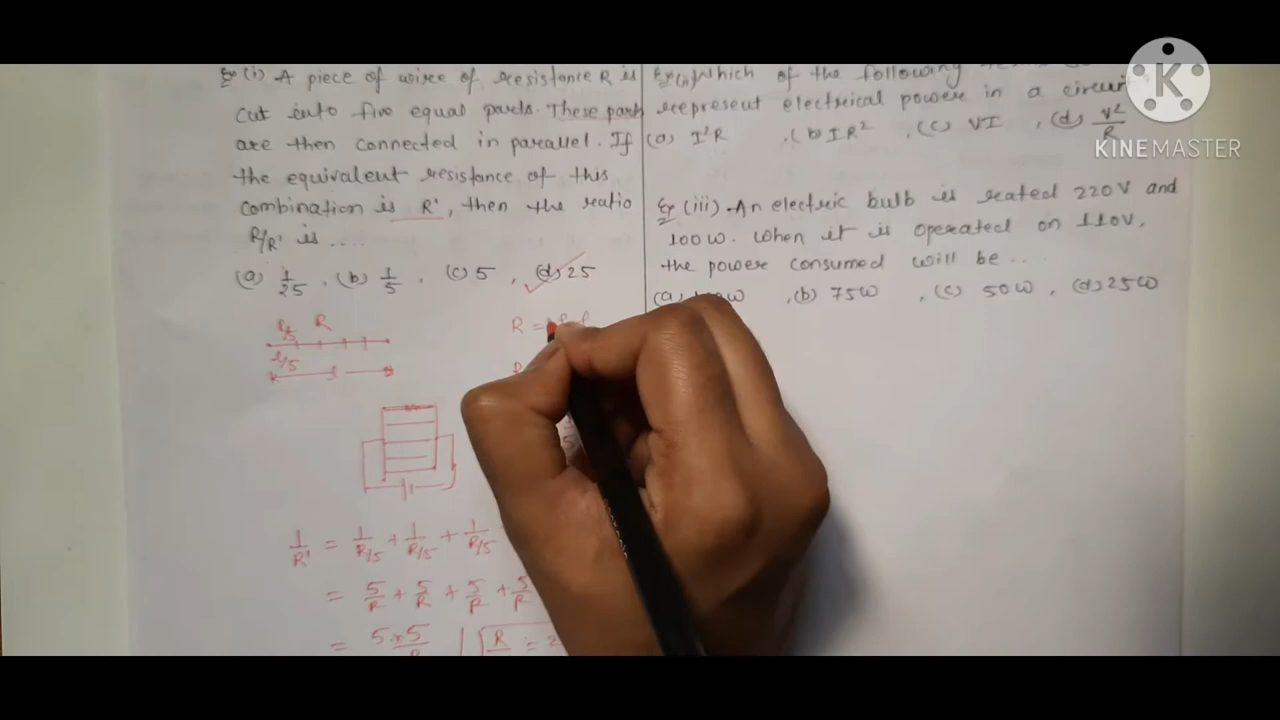 Ex (i) A piece of wire of resistance R is
cut into five equal parts. These parts
are then connected in parallel. If
the equivalent resistance of this
combination is R', then the ratio
R/R' is ....
(a) 1/25 , (b) 1/5 , (c) 5 , (d) 25
l/5 R
l/5
R =
1/R' = 1/R/5 + 1/R/5 + 1/R/5
= 5/R + 5/R + 5/R + 5/R
= 5×5
Ex (ii) Which of the following
represent electrical power in a circuit
(a) I²R , (b) IR² , (c) VI , (d) V²/R
Ex (iii). An electric bulb is rated 220V and
100W. When it is operated on 110V,
the power consumed will be ..
(a) , (b) 75W , (c) 50W , (d) 25W
K
KINEMASTER